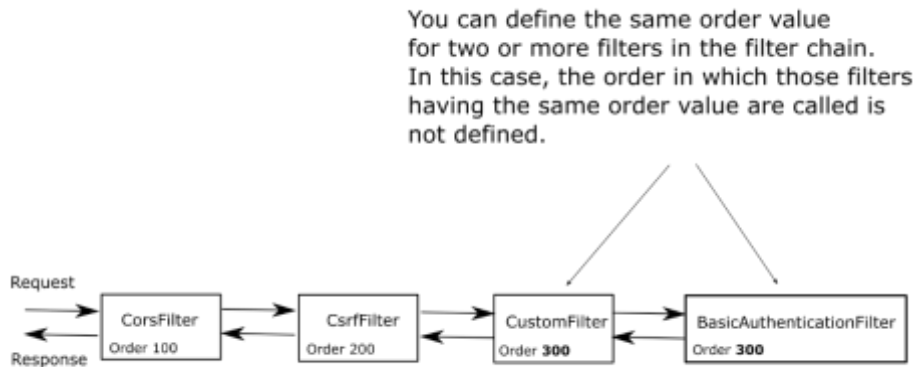 You can define the same order value
for two or more filters in the filter chain.
In this case, the order in which those filters
having the same order value are called is
not defined.
Request
CorsFilter
Order 100
CsrfFilter
Order 200
CustomFilter
Order 300
BasicAuthenticationFilter
Order 300
Response